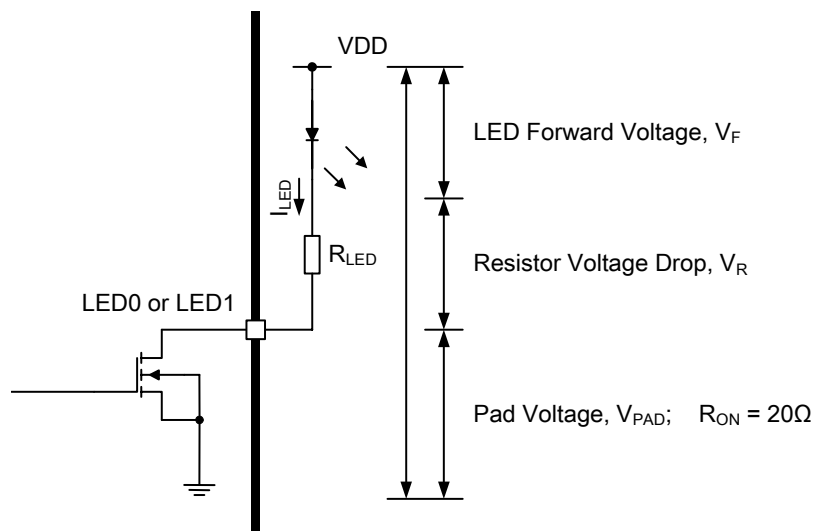 VDD
LED Forward Voltage, VF
ILED
RLED
Resistor Voltage Drop, VR
LED0 or LED1
Pad Voltage, VPAD; RON = 20Ω